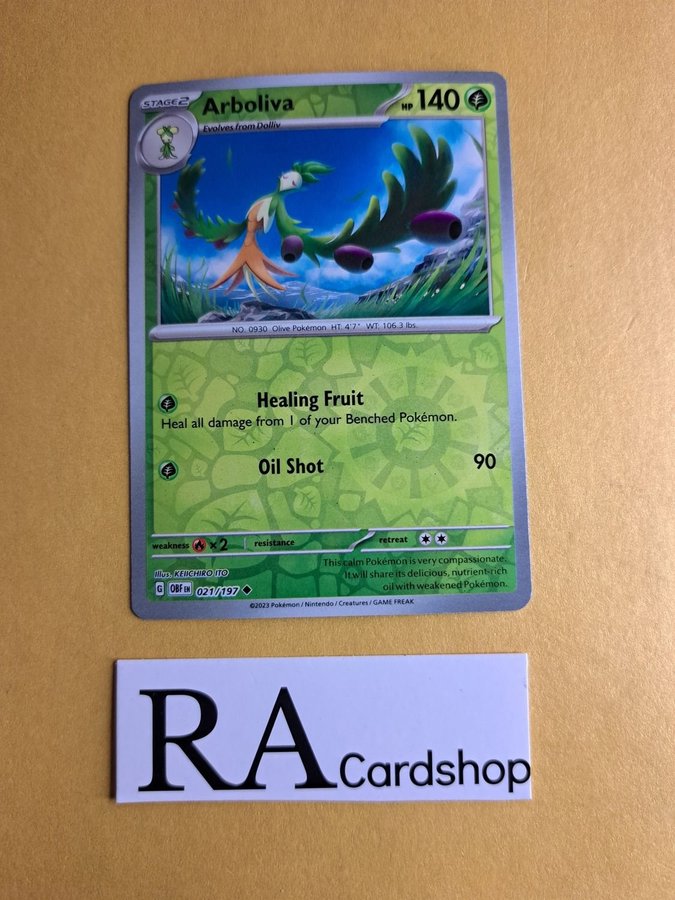 STAGE 2 Arboliva HP 140
Evolves from Dolliv
NO. 0930 Olive Pokémon HT: 4'7" WT: 106.3 lbs.
Healing Fruit
Heal all damage from 1 of your Benched Pokémon.
Oil Shot 90
weakness ×2 resistance retreat
This calm Pokémon is very compassionate.
It will share its delicious, nutrient-rich
oil with weakened Pokémon.
Illus. KEIICHIRO ITO
G OBF EN 021/197
©2023 Pokémon / Nintendo / Creatures / GAME FREAK
RA Cardshop